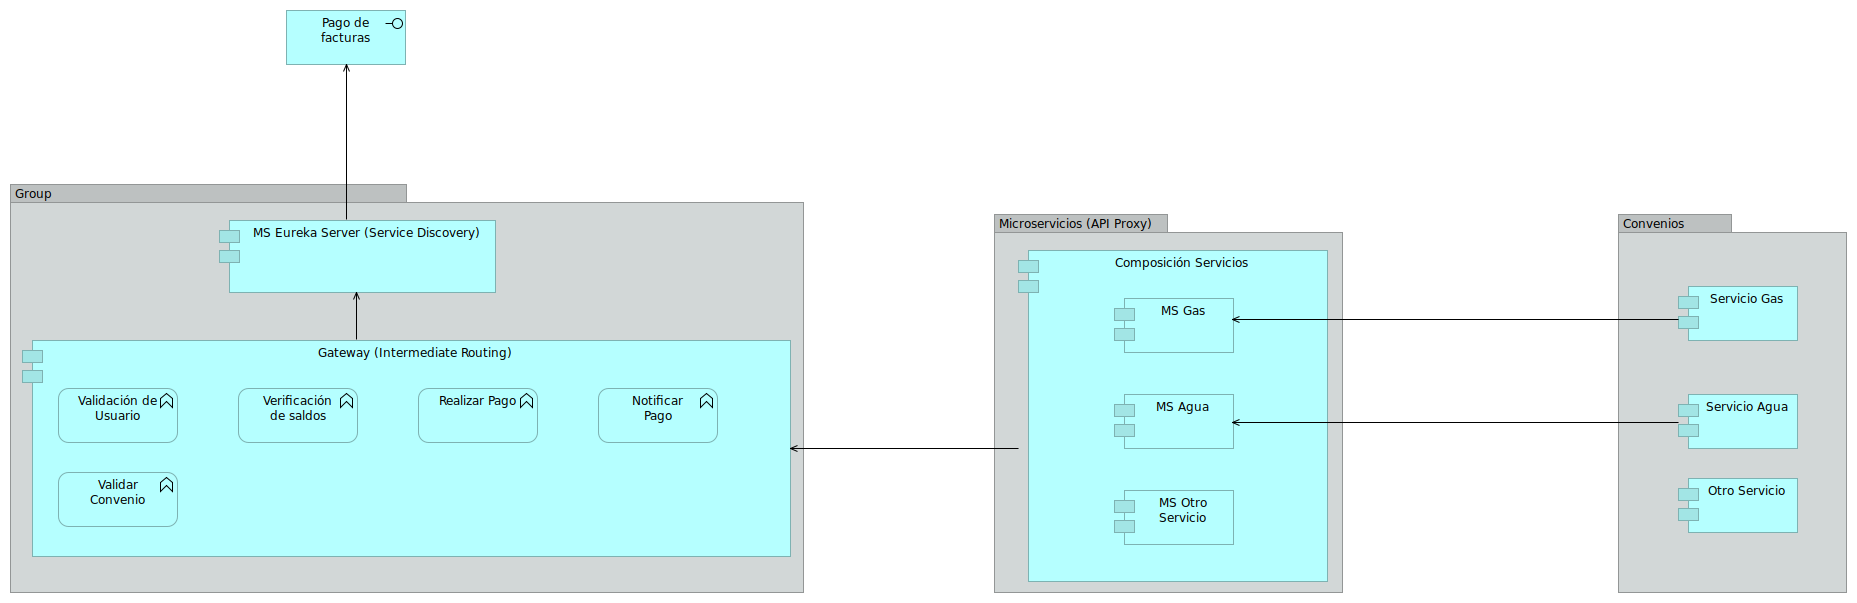 Pago de
facturas
Group
MS Eureka Server (Service Discovery)
Gateway (Intermediate Routing)
Validación de
Usuario
Verificación
de saldos
Realizar Pago
Notificar
Pago
Validar
Convenio
Microservicios (API Proxy)
Composición Servicios
MS Gas
MS Agua
MS Otro
Servicio
Convenios
Servicio Gas
Servicio Agua
Otro Servicio